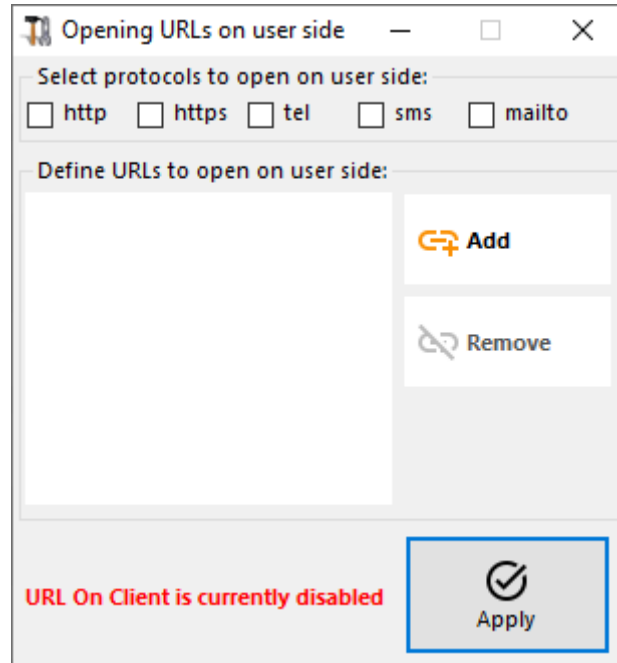 Opening URLs on user side
Select protocols to open on user side:
http https tel sms mailto
Define URLs to open on user side:
Add
Remove
URL On Client is currently disabled
Apply